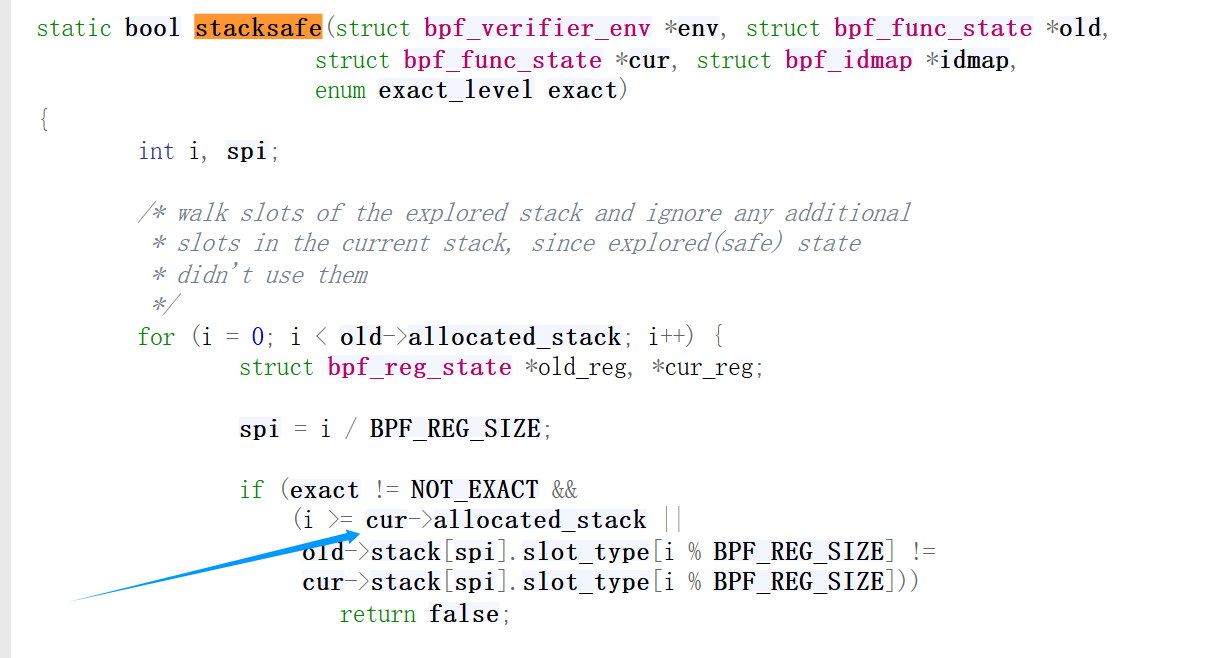 static bool stacksafe(struct bpf_verifier_env *env, struct bpf_func_state *old,
struct bpf_func_state *cur, struct bpf_idmap *idmap,
enum exact_level exact)
{
int i, spi;
/* walk slots of the explored stack and ignore any additional
* slots in the current stack, since explored(safe) state
* didn't use them
*/
for (i = 0; i < old->allocated_stack; i++) {
struct bpf_reg_state *old_reg, *cur_reg;
spi = i / BPF_REG_SIZE;
if (exact != NOT_EXACT &&
(i >= cur->allocated_stack ||
old->stack[spi].slot_type[i % BPF_REG_SIZE] !=
cur->stack[spi].slot_type[i % BPF_REG_SIZE]))
return false;